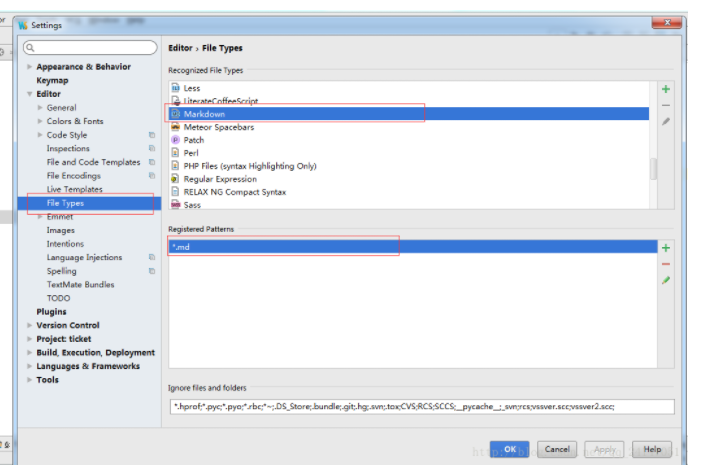 Settings
Appearance & Behavior
Keymap
Editor
General
Colors & Fonts
Code Style
Inspections
File and Code Templates
File Encodings
Live Templates
File Types
Emmet
Images
Intentions
Language Injections
Spelling
TextMate Bundles
TODO
Plugins
Version Control
Project: ticket
Build, Execution, Deployment
Languages & Frameworks
Tools
Editor › File Types
Recognized File Types
Less
LiterateCoffeeScript
Markdown
Meteor Spacebars
Patch
Perl
PHP Files (syntax Highlighting Only)
Regular Expression
RELAX NG Compact Syntax
Sass
Registered Patterns
*.md
Ignore files and folders
*.hprof;*.pyc;*.pyo;*.rbc;*~;.DS_Store;.bundle;.git;.hg;.svn;.tox;CVS;RCS;SCCS;__pycache__;_svn;rcs;vssver.scc;vssver2.scc;
OK
Cancel
Apply
Help